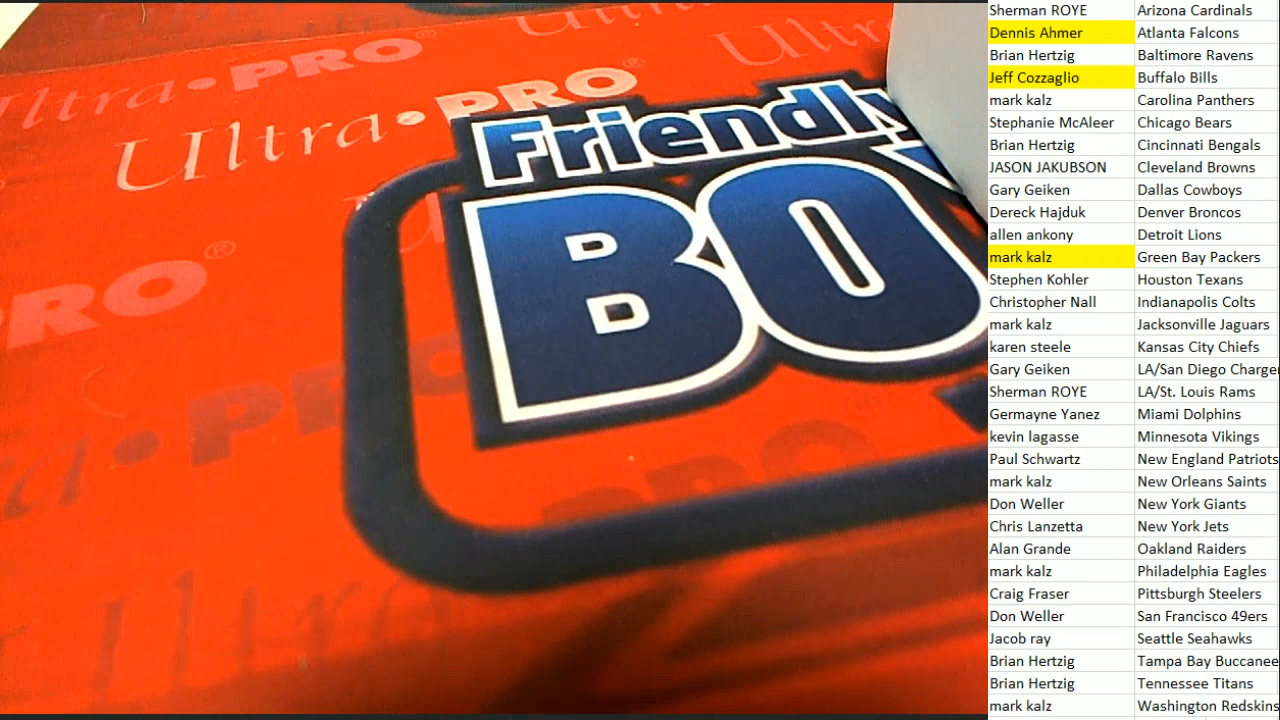 Ultra•PRO®
Ultra•PRO®
Friendly
BO
PRO®
Ultra
Sherman ROYE Arizona Cardinals
Dennis Ahmer Atlanta Falcons
Brian Hertzig Baltimore Ravens
Jeff Cozzaglio Buffalo Bills
mark kalz Carolina Panthers
Stephanie McAleer Chicago Bears
Brian Hertzig Cincinnati Bengals
JASON JAKUBSON Cleveland Browns
Gary Geiken Dallas Cowboys
Dereck Hajduk Denver Broncos
allen ankony Detroit Lions
mark kalz Green Bay Packers
Stephen Kohler Houston Texans
Christopher Nall Indianapolis Colts
mark kalz Jacksonville Jaguars
karen steele Kansas City Chiefs
Gary Geiken LA/San Diego Charger
Sherman ROYE LA/St. Louis Rams
Germayne Yanez Miami Dolphins
kevin lagasse Minnesota Vikings
Paul Schwartz New England Patriots
mark kalz New Orleans Saints
Don Weller New York Giants
Chris Lanzetta New York Jets
Alan Grande Oakland Raiders
mark kalz Philadelphia Eagles
Craig Fraser Pittsburgh Steelers
Don Weller San Francisco 49ers
Jacob ray Seattle Seahawks
Brian Hertzig Tampa Bay Buccanee
Brian Hertzig Tennessee Titans
mark kalz Washington Redskins